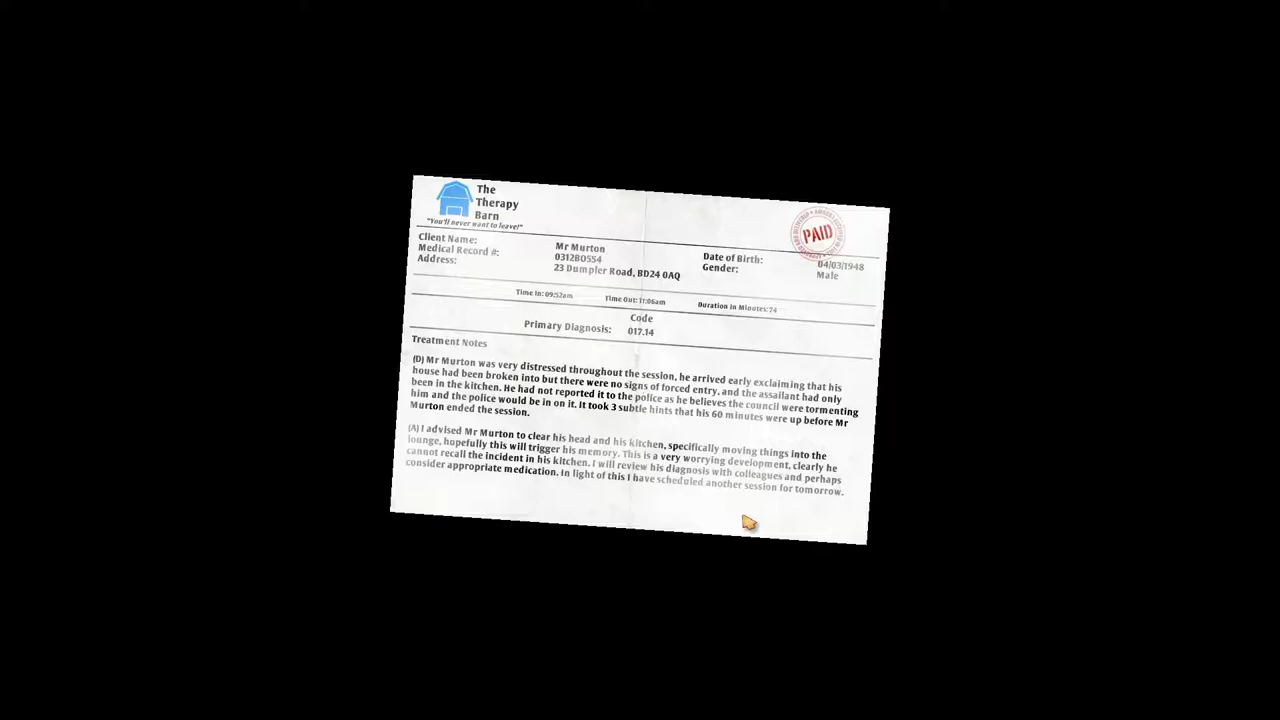 The
Therapy
Barn
"You'll never want to leave!"
PAID
Client Name: Mr Murton Date of Birth: 04/03/1948
Medical Record #: 0312BO554 Gender: Male
Address: 23 Dumpler Road, BD24 0AQ
Time In: 09:52am Time Out: 11:06am Duration in Minutes: 74
Code
Primary Diagnosis: 017.14
Treatment Notes
(D) Mr Murton was very distressed throughout the session, he arrived early exclaiming that his
house had been broken into but there were no signs of forced entry, and the assailant had only
been in the kitchen. He had not reported it to the police as he believes the council were tormenting
him and the police would be in on it. It took 3 subtle hints that his 60 minutes were up before Mr
Murton ended the session.
(A) I advised Mr Murton to clear his head and his kitchen, specifically moving things into the
lounge, hopefully this will trigger his memory. This is a very worrying development, clearly he
cannot recall the incident in his kitchen. I will review his diagnosis with colleagues and perhaps
consider appropriate medication. In light of this I have scheduled another session for tomorrow.